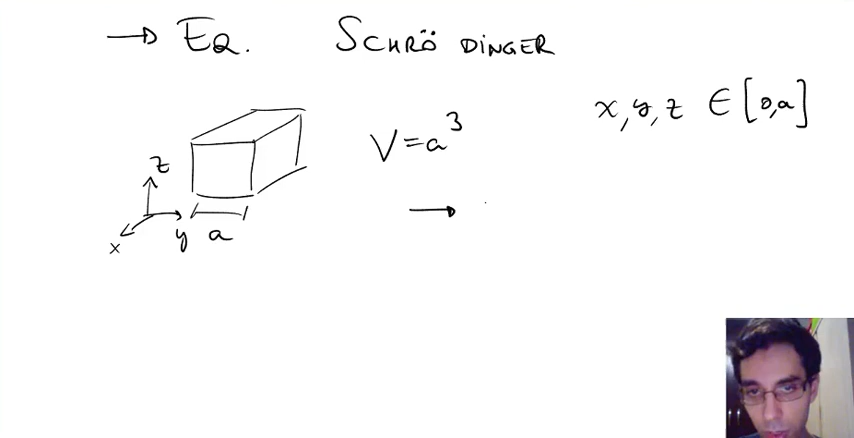 → EQ. SCHRÖDINGER
x, y, z ∈ [0,a]
V=a³
z
x
y
a
→